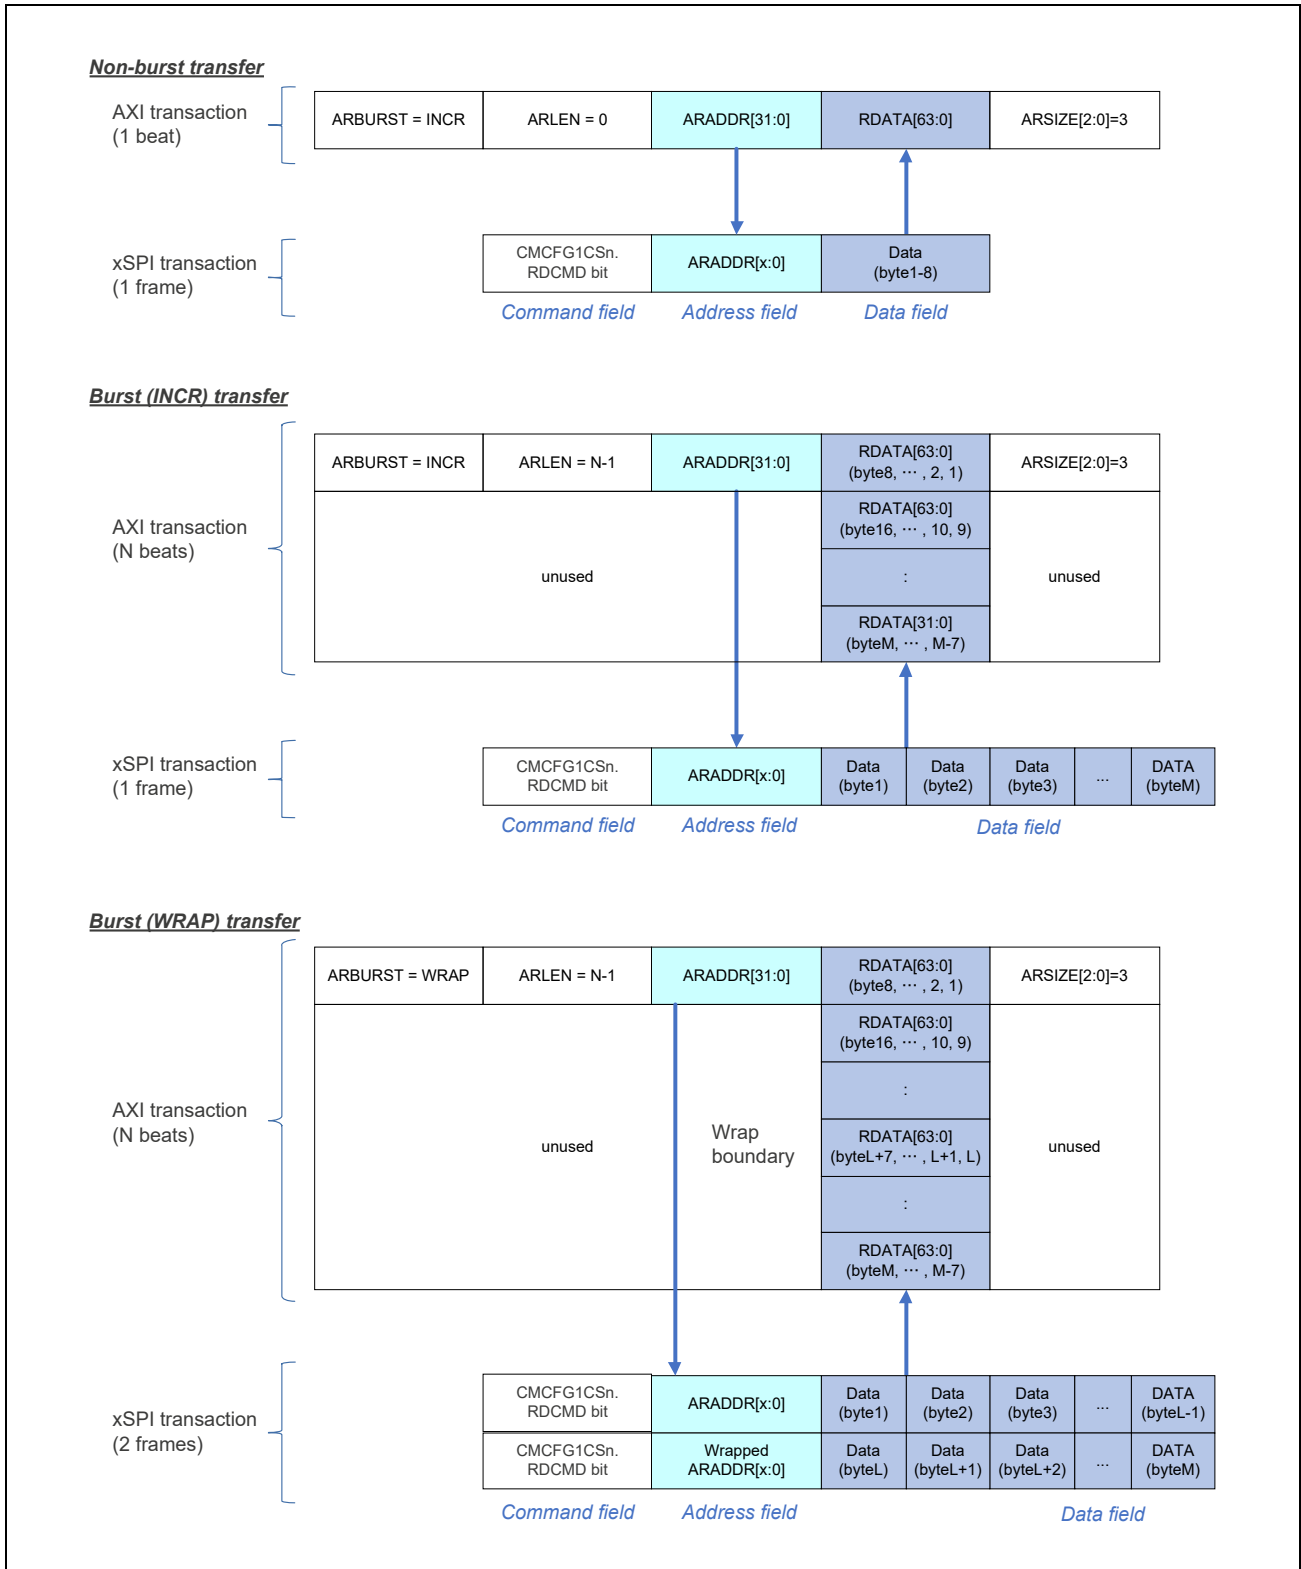 Non-burst transfer
AXI transaction
(1 beat)
ARBURST = INCR
ARLEN = 0
ARADDR[31:0]
RDATA[63:0]
ARSIZE[2:0]=3
xSPI transaction
(1 frame)
CMCFG1CSn.
RDCMD bit
ARADDR[x:0]
Data
(byte1-8)
Command field
Address field
Data field
Burst (INCR) transfer
AXI transaction
(N beats)
ARBURST = INCR
ARLEN = N-1
ARADDR[31:0]
RDATA[63:0]
(byte8, ··· , 2, 1)
ARSIZE[2:0]=3
unused
RDATA[63:0]
(byte16, ··· , 10, 9)
:
RDATA[31:0]
(byteM, ··· , M-7)
unused
xSPI transaction
(1 frame)
CMCFG1CSn.
RDCMD bit
ARADDR[x:0]
Data
(byte1)
Data
(byte2)
Data
(byte3)
...
DATA
(byteM)
Command field
Address field
Data field
Burst (WRAP) transfer
AXI transaction
(N beats)
ARBURST = WRAP
ARLEN = N-1
ARADDR[31:0]
RDATA[63:0]
(byte8, ··· , 2, 1)
ARSIZE[2:0]=3
unused
Wrap
boundary
RDATA[63:0]
(byte16, ··· , 10, 9)
:
RDATA[63:0]
(byteL+7, ··· , L+1, L)
:
RDATA[63:0]
(byteM, ··· , M-7)
unused
xSPI transaction
(2 frames)
CMCFG1CSn.
RDCMD bit
ARADDR[x:0]
Data
(byte1)
Data
(byte2)
Data
(byte3)
...
DATA
(byteL-1)
CMCFG1CSn.
RDCMD bit
Wrapped
ARADDR[x:0]
Data
(byteL)
Data
(byteL+1)
Data
(byteL+2)
...
DATA
(byteM)
Command field
Address field
Data field